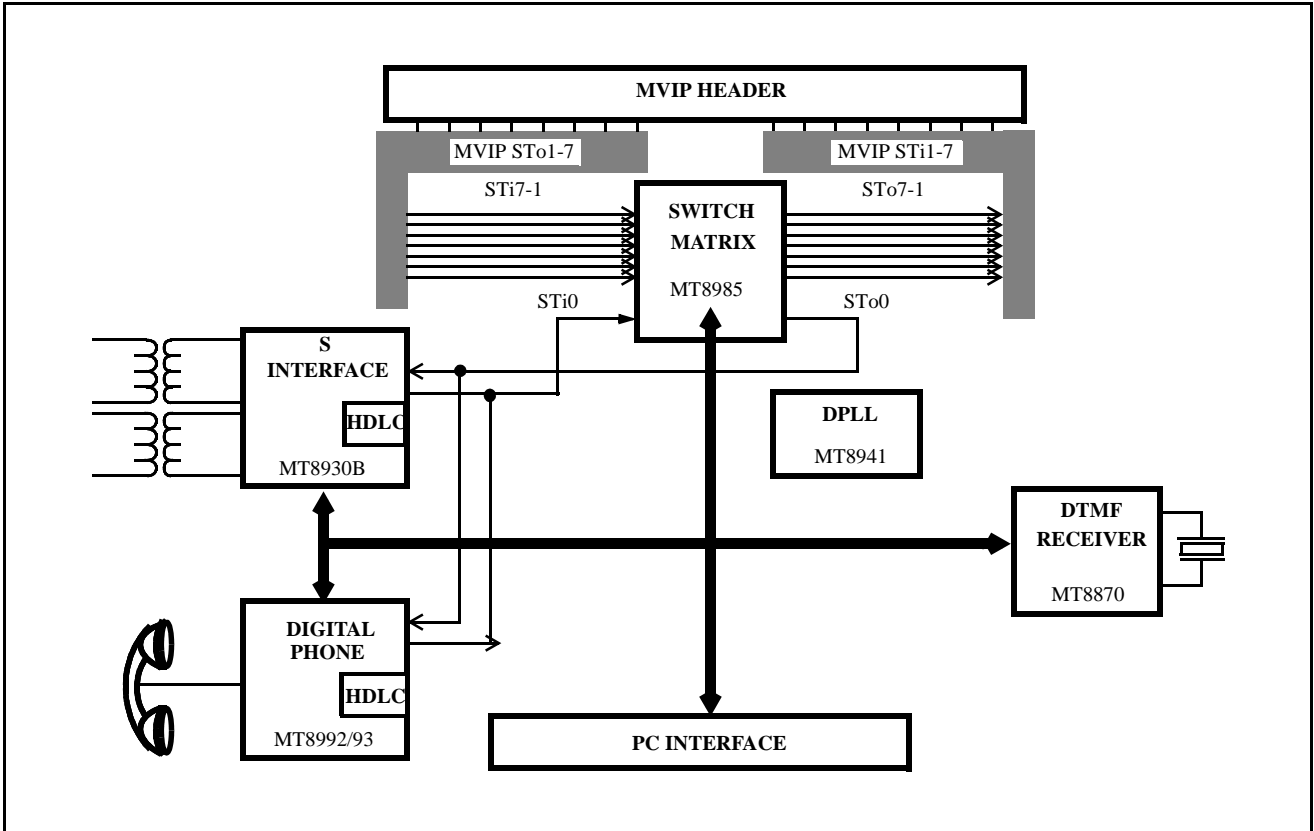 MVIP HEADER
MVIP STo1-7
MVIP STi1-7
STi7-1
STo7-1
SWITCH
MATRIX
MT8985
STi0
STo0
S
INTERFACE
HDLC
MT8930B
DPLL
MT8941
DTMF
RECEIVER
MT8870
DIGITAL
PHONE
HDLC
MT8992/93
PC INTERFACE